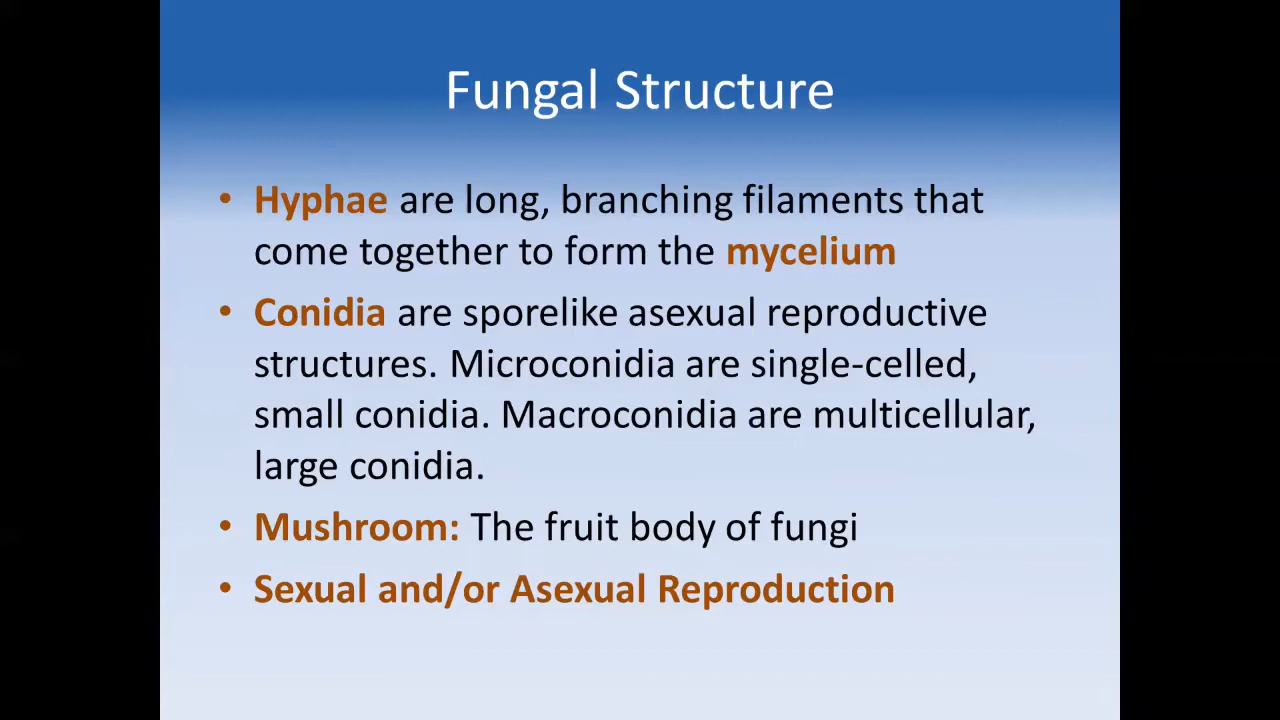 Fungal Structure
• Hyphae are long, branching filaments that
come together to form the mycelium
• Conidia are sporelike asexual reproductive
structures. Microconidia are single-celled,
small conidia. Macroconidia are multicellular,
large conidia.
• Mushroom: The fruit body of fungi
• Sexual and/or Asexual Reproduction